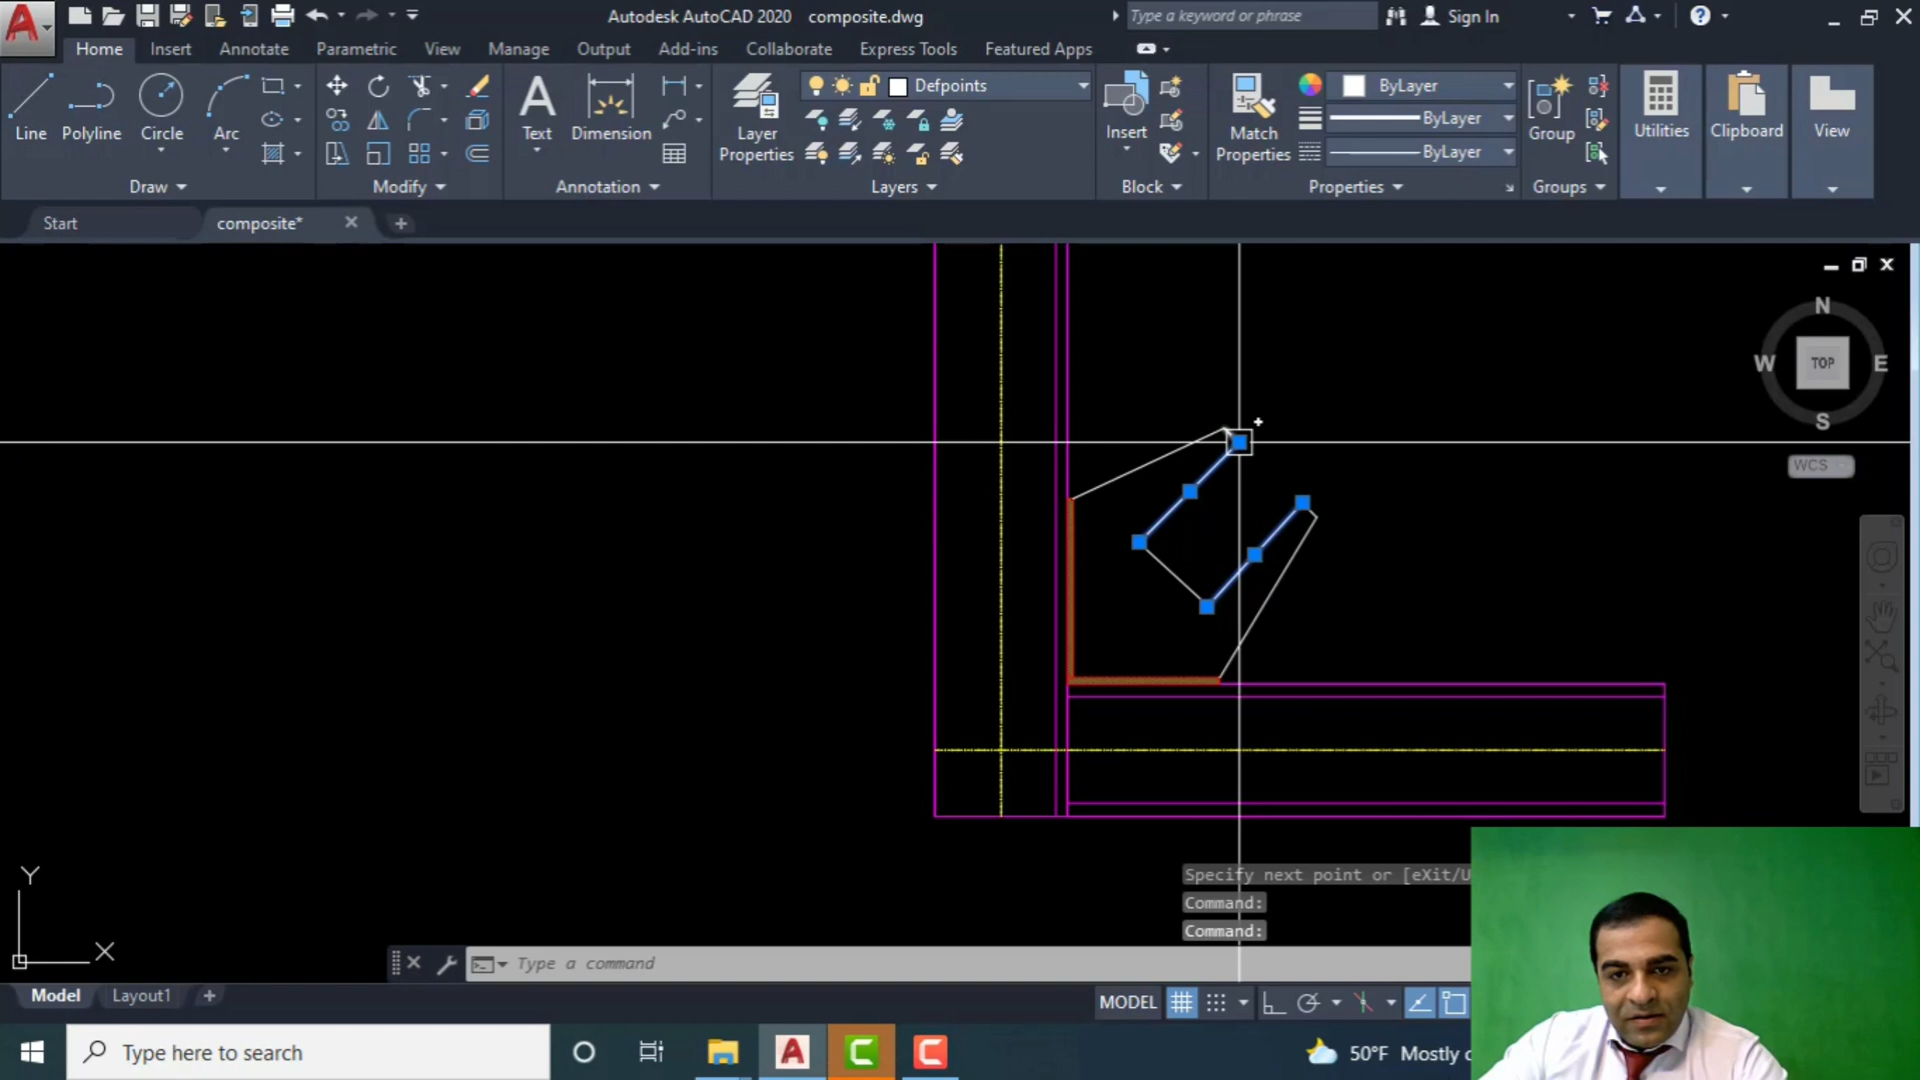 Autodesk AutoCAD 2020 composite.dwg
Type a keyword or phrase
Sign In
Home Insert Annotate Parametric View Manage Output Add-ins Collaborate Express Tools Featured Apps
Defpoints
ByLayer
ByLayer
ByLayer
Line Polyline Circle Arc
Text Dimension
Layer
Properties
Insert
Match
Properties
Group
Utilities Clipboard View
Draw Modify Annotation Layers Block Properties Groups
Start composite*
N
W TOP E
S
WCS
Y
X
Specify next point or [eXit/U
Command:
Command:
Type a command
Model Layout1
MODEL
Type here to search
50°F Mostly c